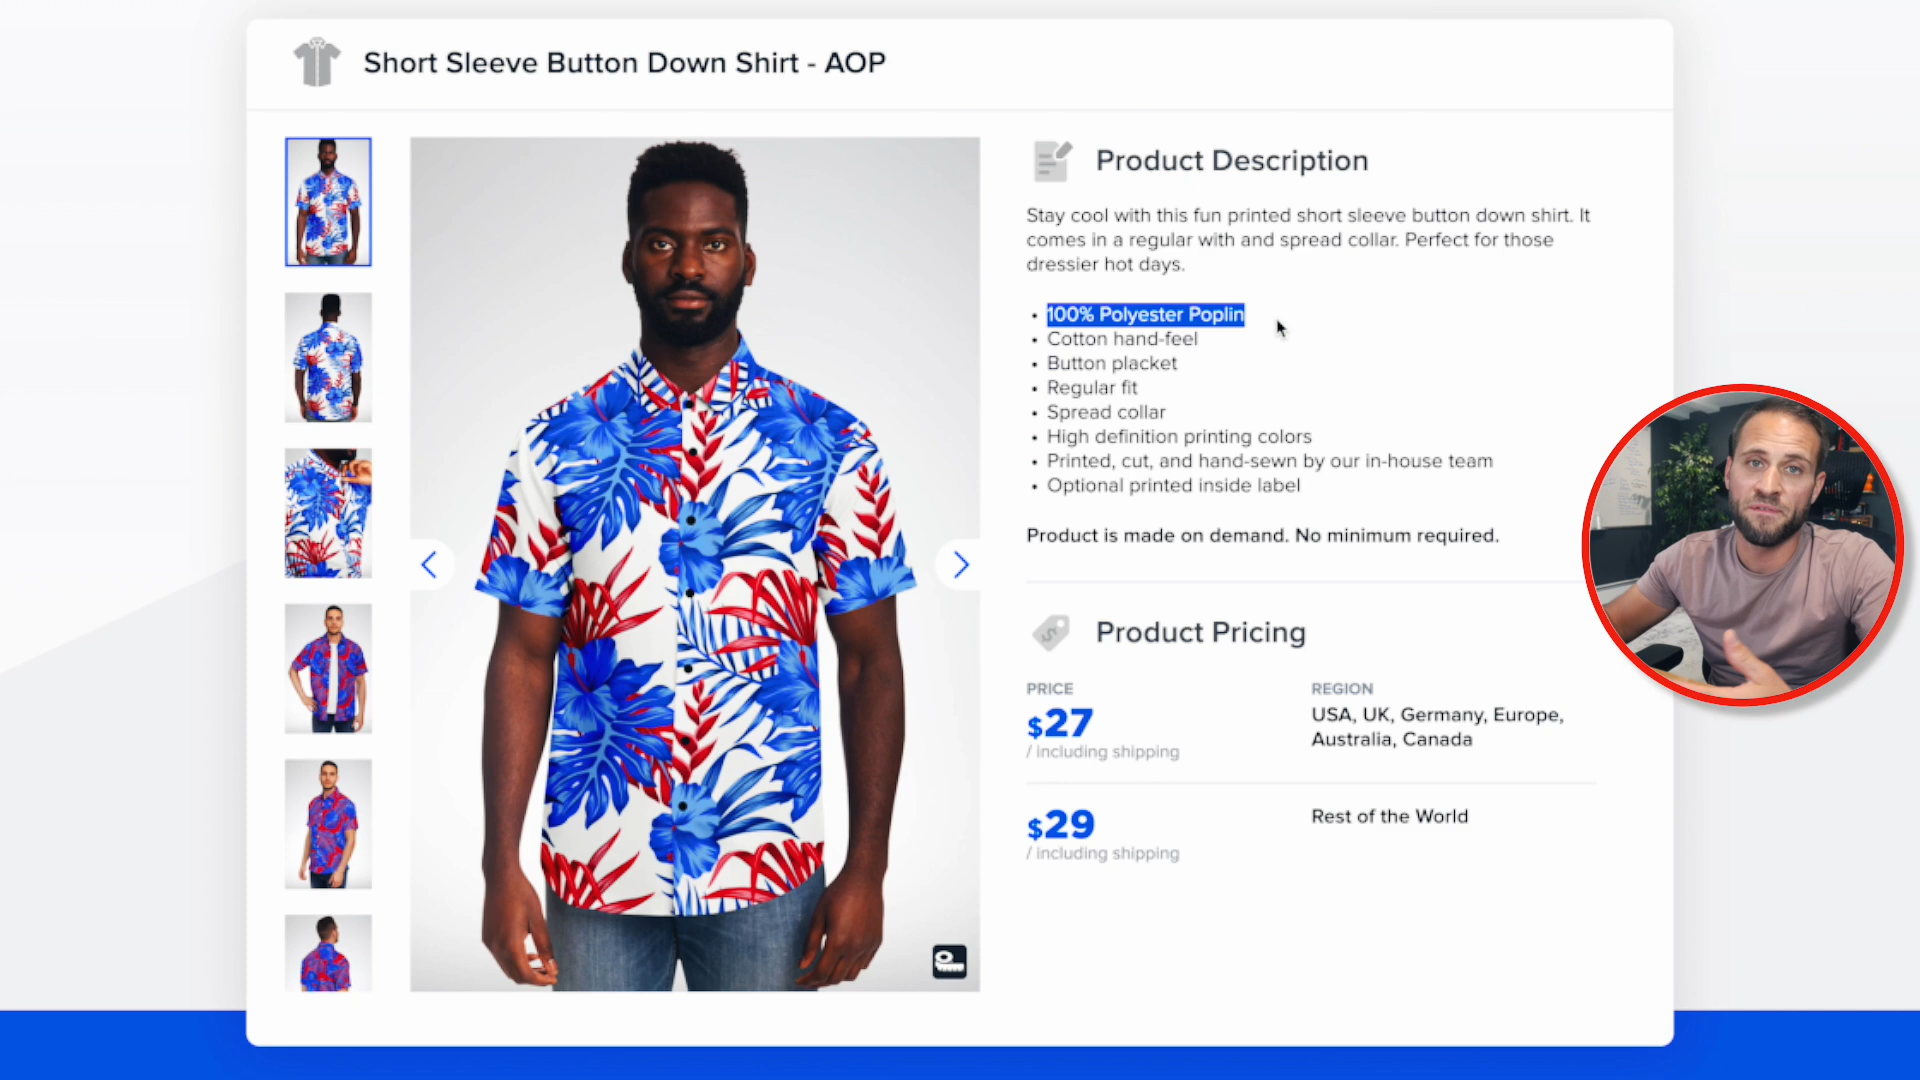 Short Sleeve Button Down Shirt - AOP
Product Description
Stay cool with this fun printed short sleeve button down shirt. It
comes in a regular with and spread collar. Perfect for those
dressier hot days.
• 100% Polyester Poplin
• Cotton hand-feel
• Button placket
• Regular fit
• Spread collar
• High definition printing colors
• Printed, cut, and hand-sewn by our in-house team
• Optional printed inside label
Product is made on demand. No minimum required.
Product Pricing
PRICE
REGION
$27
/ including shipping
USA, UK, Germany, Europe,
Australia, Canada
$29
/ including shipping
Rest of the World